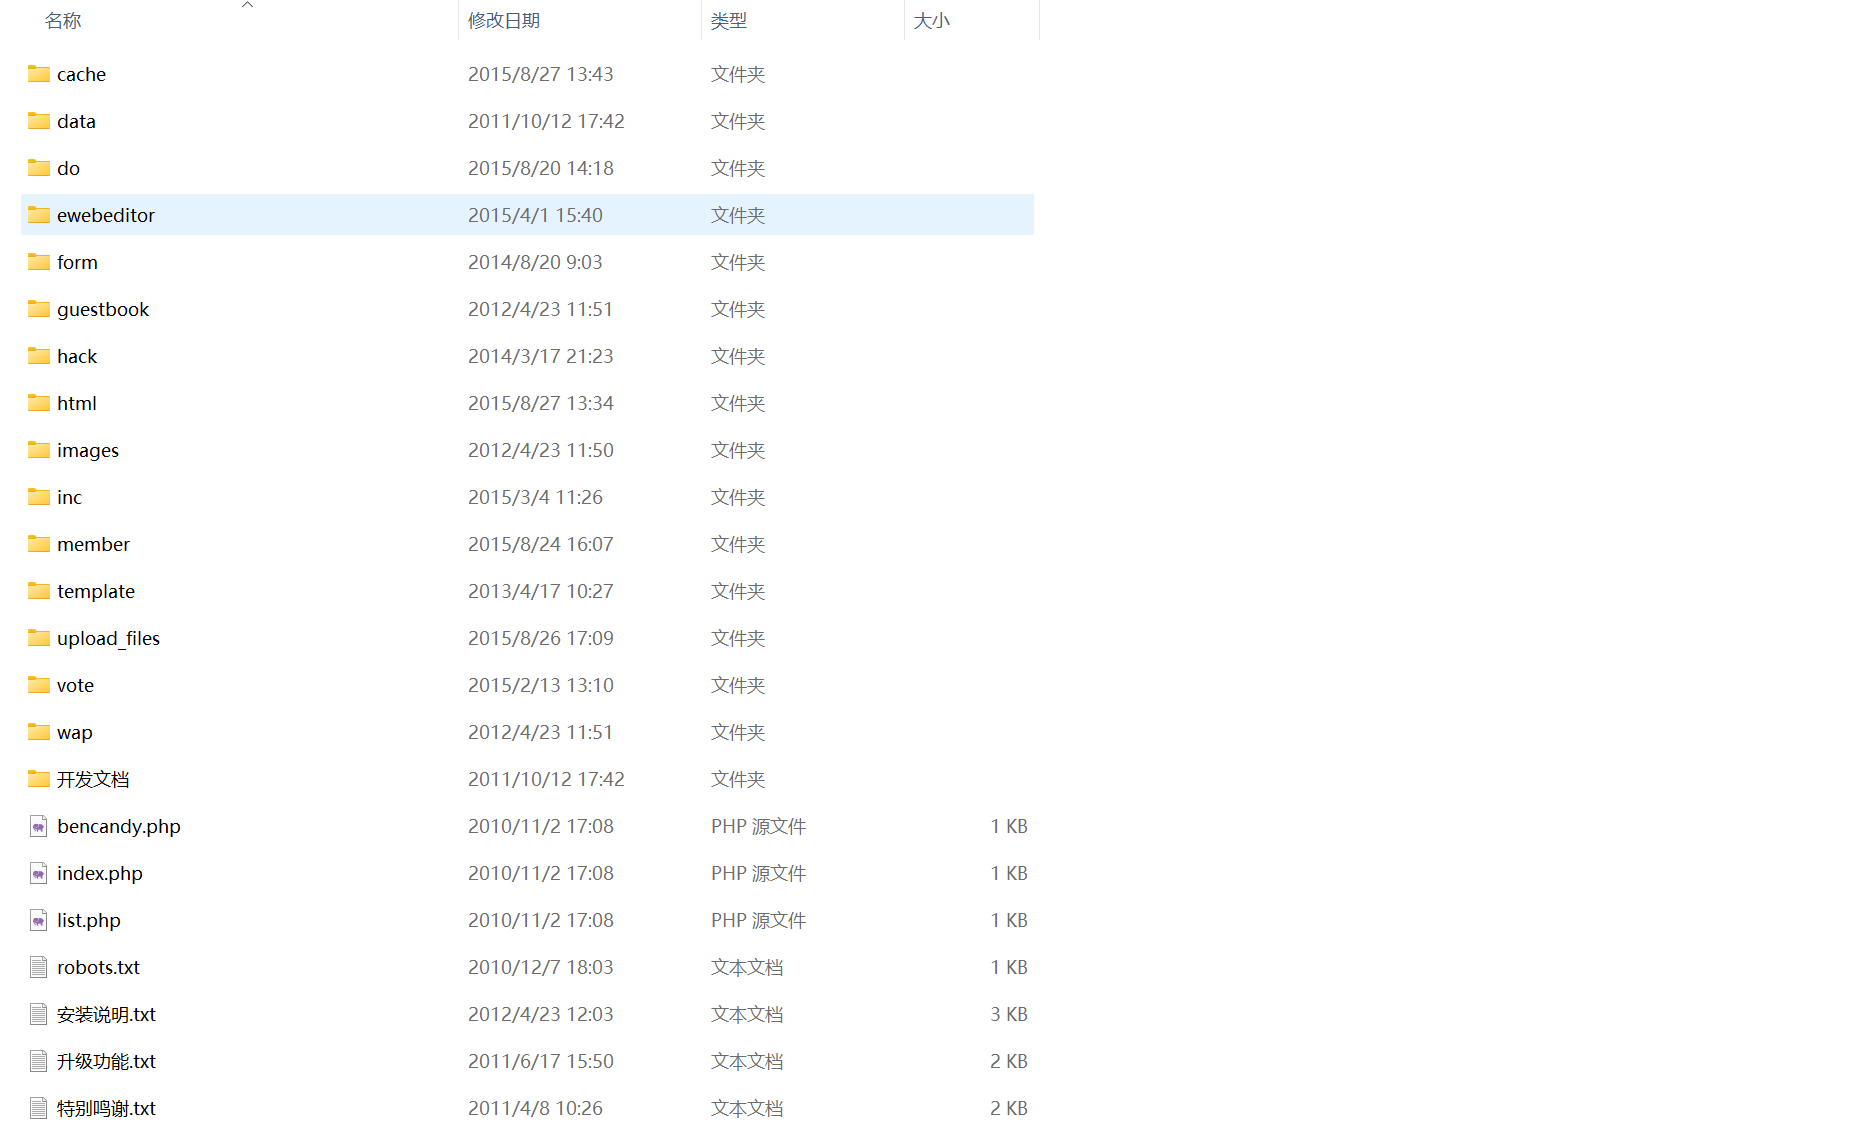 名称 修改日期 类型 大小
cache 2015/8/27 13:43 文件夹
data 2011/10/12 17:42 文件夹
do 2015/8/20 14:18 文件夹
ewebeditor 2015/4/1 15:40 文件夹
form 2014/8/20 9:03 文件夹
guestbook 2012/4/23 11:51 文件夹
hack 2014/3/17 21:23 文件夹
html 2015/8/27 13:34 文件夹
images 2012/4/23 11:50 文件夹
inc 2015/3/4 11:26 文件夹
member 2015/8/24 16:07 文件夹
template 2013/4/17 10:27 文件夹
upload_files 2015/8/26 17:09 文件夹
vote 2015/2/13 13:10 文件夹
wap 2012/4/23 11:51 文件夹
开发文档 2011/10/12 17:42 文件夹
bencandy.php 2010/11/2 17:08 PHP 源文件 1 KB
index.php 2010/11/2 17:08 PHP 源文件 1 KB
list.php 2010/11/2 17:08 PHP 源文件 1 KB
robots.txt 2010/12/7 18:03 文本文档 1 KB
安装说明.txt 2012/4/23 12:03 文本文档 3 KB
升级功能.txt 2011/6/17 15:50 文本文档 2 KB
特别鸣谢.txt 2011/4/8 10:26 文本文档 2 KB